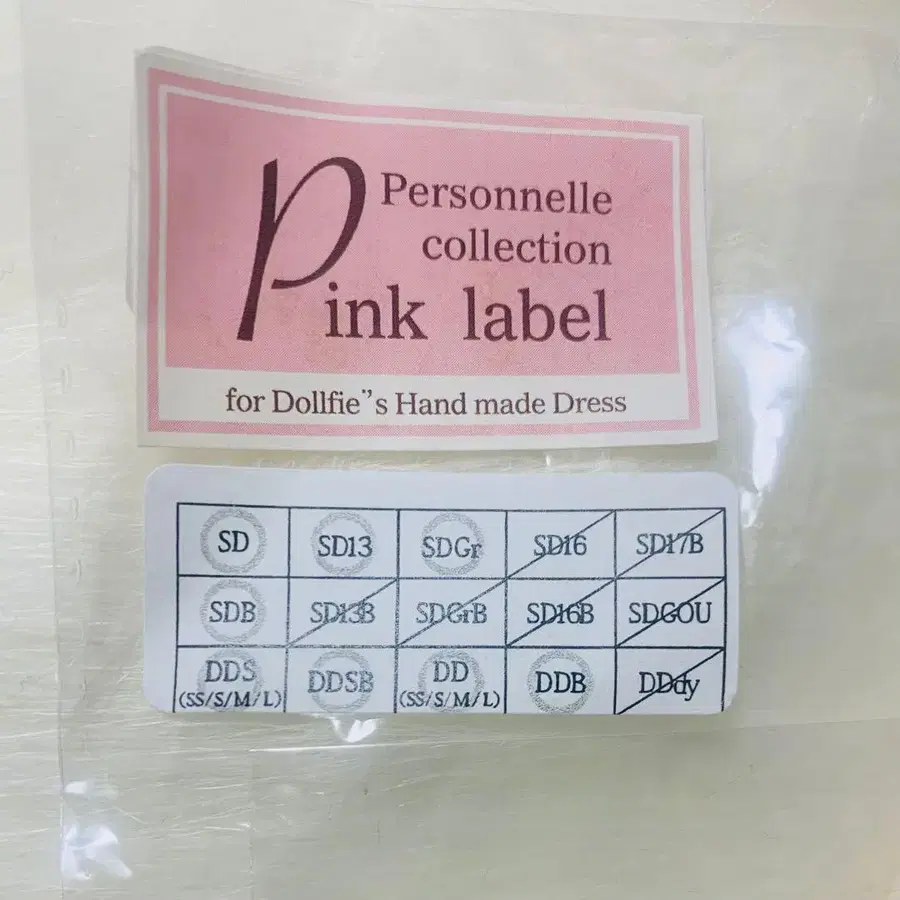 Personnelle
collection
Pink label
for Dollfie"s Hand made Dress
SD SD13 SDGr SD16 SD17B
SDB SD13B SDGrB SD16B SDGOU
DDS DDSB DD DDB DDdy
(SS/S/M/L) (SS/S/M/L)